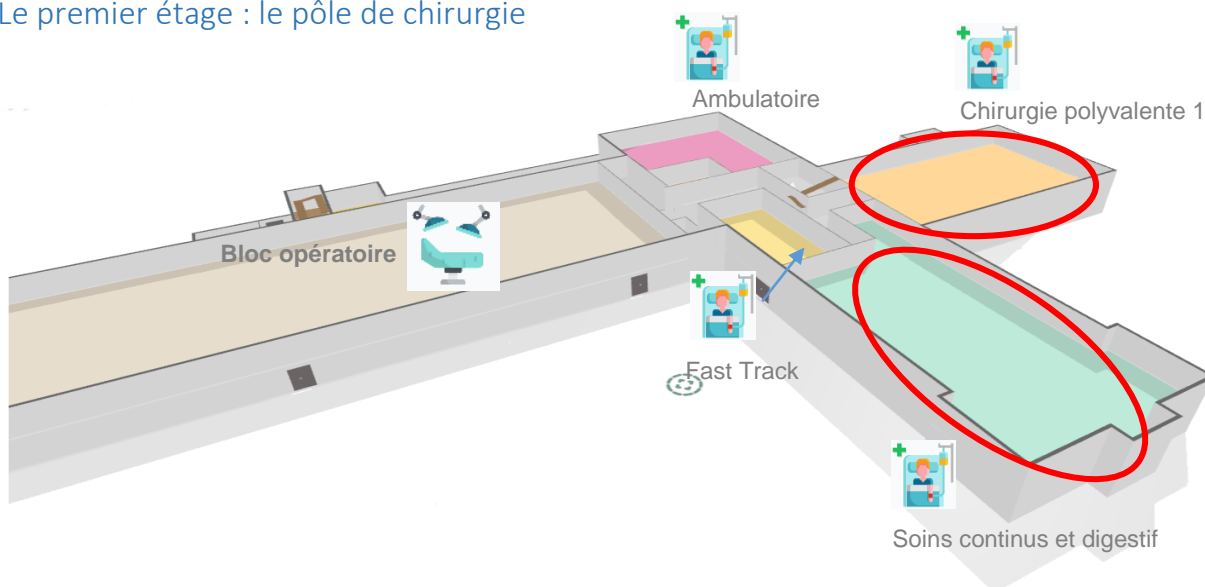 Le premier étage : le pôle de chirurgie
Ambulatoire
Chirurgie polyvalente 1
Bloc opératoire
Fast Track
Soins continus et digestif